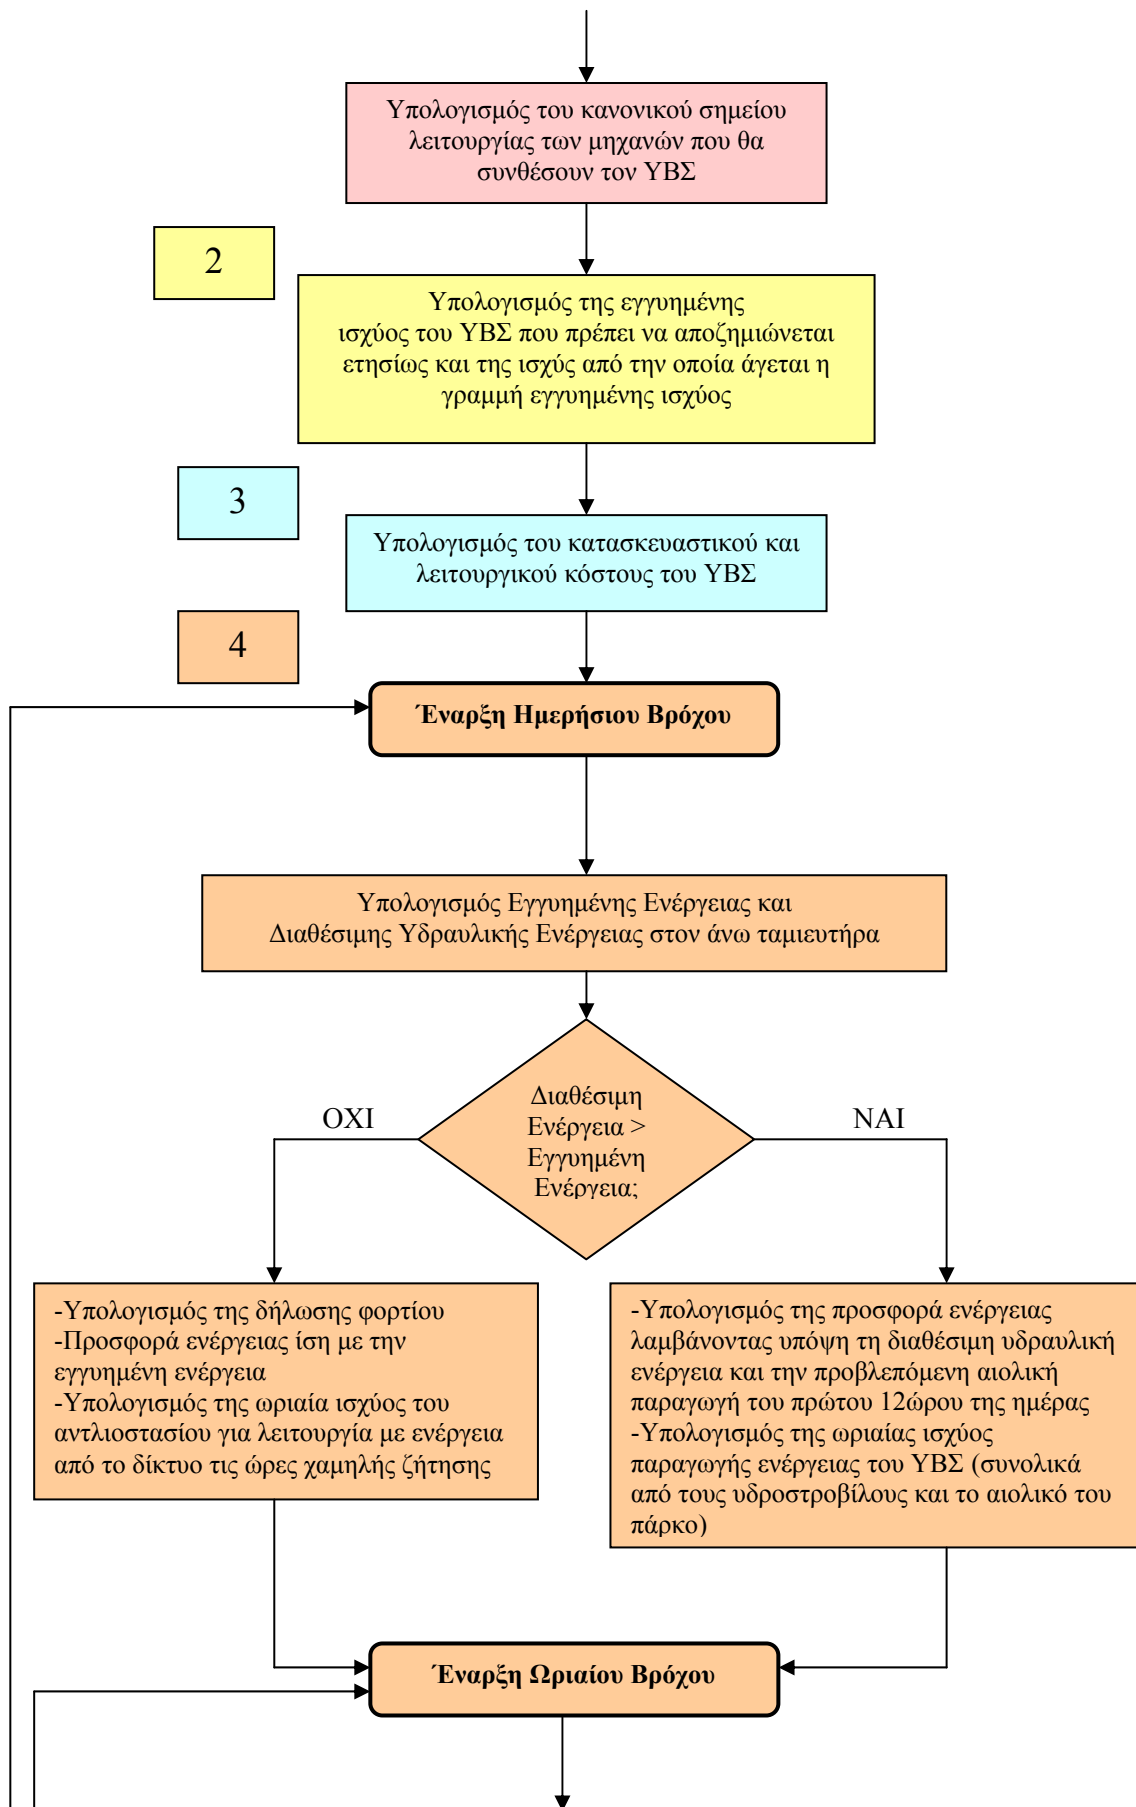 Υπολογισμός του κανονικού σημείου
λειτουργίας των μηχανών που θα
συνθέσουν τον ΥΒΣ
2
Υπολογισμός της εγγυημένης
ισχύος του ΥΒΣ που πρέπει να αποζημιώνεται
ετησίως και της ισχύς από την οποία άγεται η
γραμμή εγγυημένης ισχύος
3
Υπολογισμός του κατασκευαστικού και
λειτουργικού κόστους του ΥΒΣ
4
Έναρξη Ημερήσιου Βρόχου
Υπολογισμός Εγγυημένης Ενέργειας και
Διαθέσιμης Υδραυλικής Ενέργειας στον άνω ταμιευτήρα
Διαθέσιμη
Ενέργεια >
Εγγυημένη
Ενέργεια;
ΟΧΙ
ΝΑΙ
-Υπολογισμός της δήλωσης φορτίου
-Προσφορά ενέργειας ίση με την
εγγυημένη ενέργεια
-Υπολογισμός της ωριαία ισχύος του
αντλιοστασίου για λειτουργία με ενέργεια
από το δίκτυο τις ώρες χαμηλής ζήτησης
-Υπολογισμός της προσφορά ενέργειας
λαμβάνοντας υπόψη τη διαθέσιμη υδραυλική
ενέργεια και την προβλεπόμενη αιολική
παραγωγή του πρώτου 12ώρου της ημέρας
-Υπολογισμός της ωριαίας ισχύος
παραγωγής ενέργειας του ΥΒΣ (συνολικά
από τους υδροστροβίλους και το αιολικό του
πάρκο)
Έναρξη Ωριαίου Βρόχου